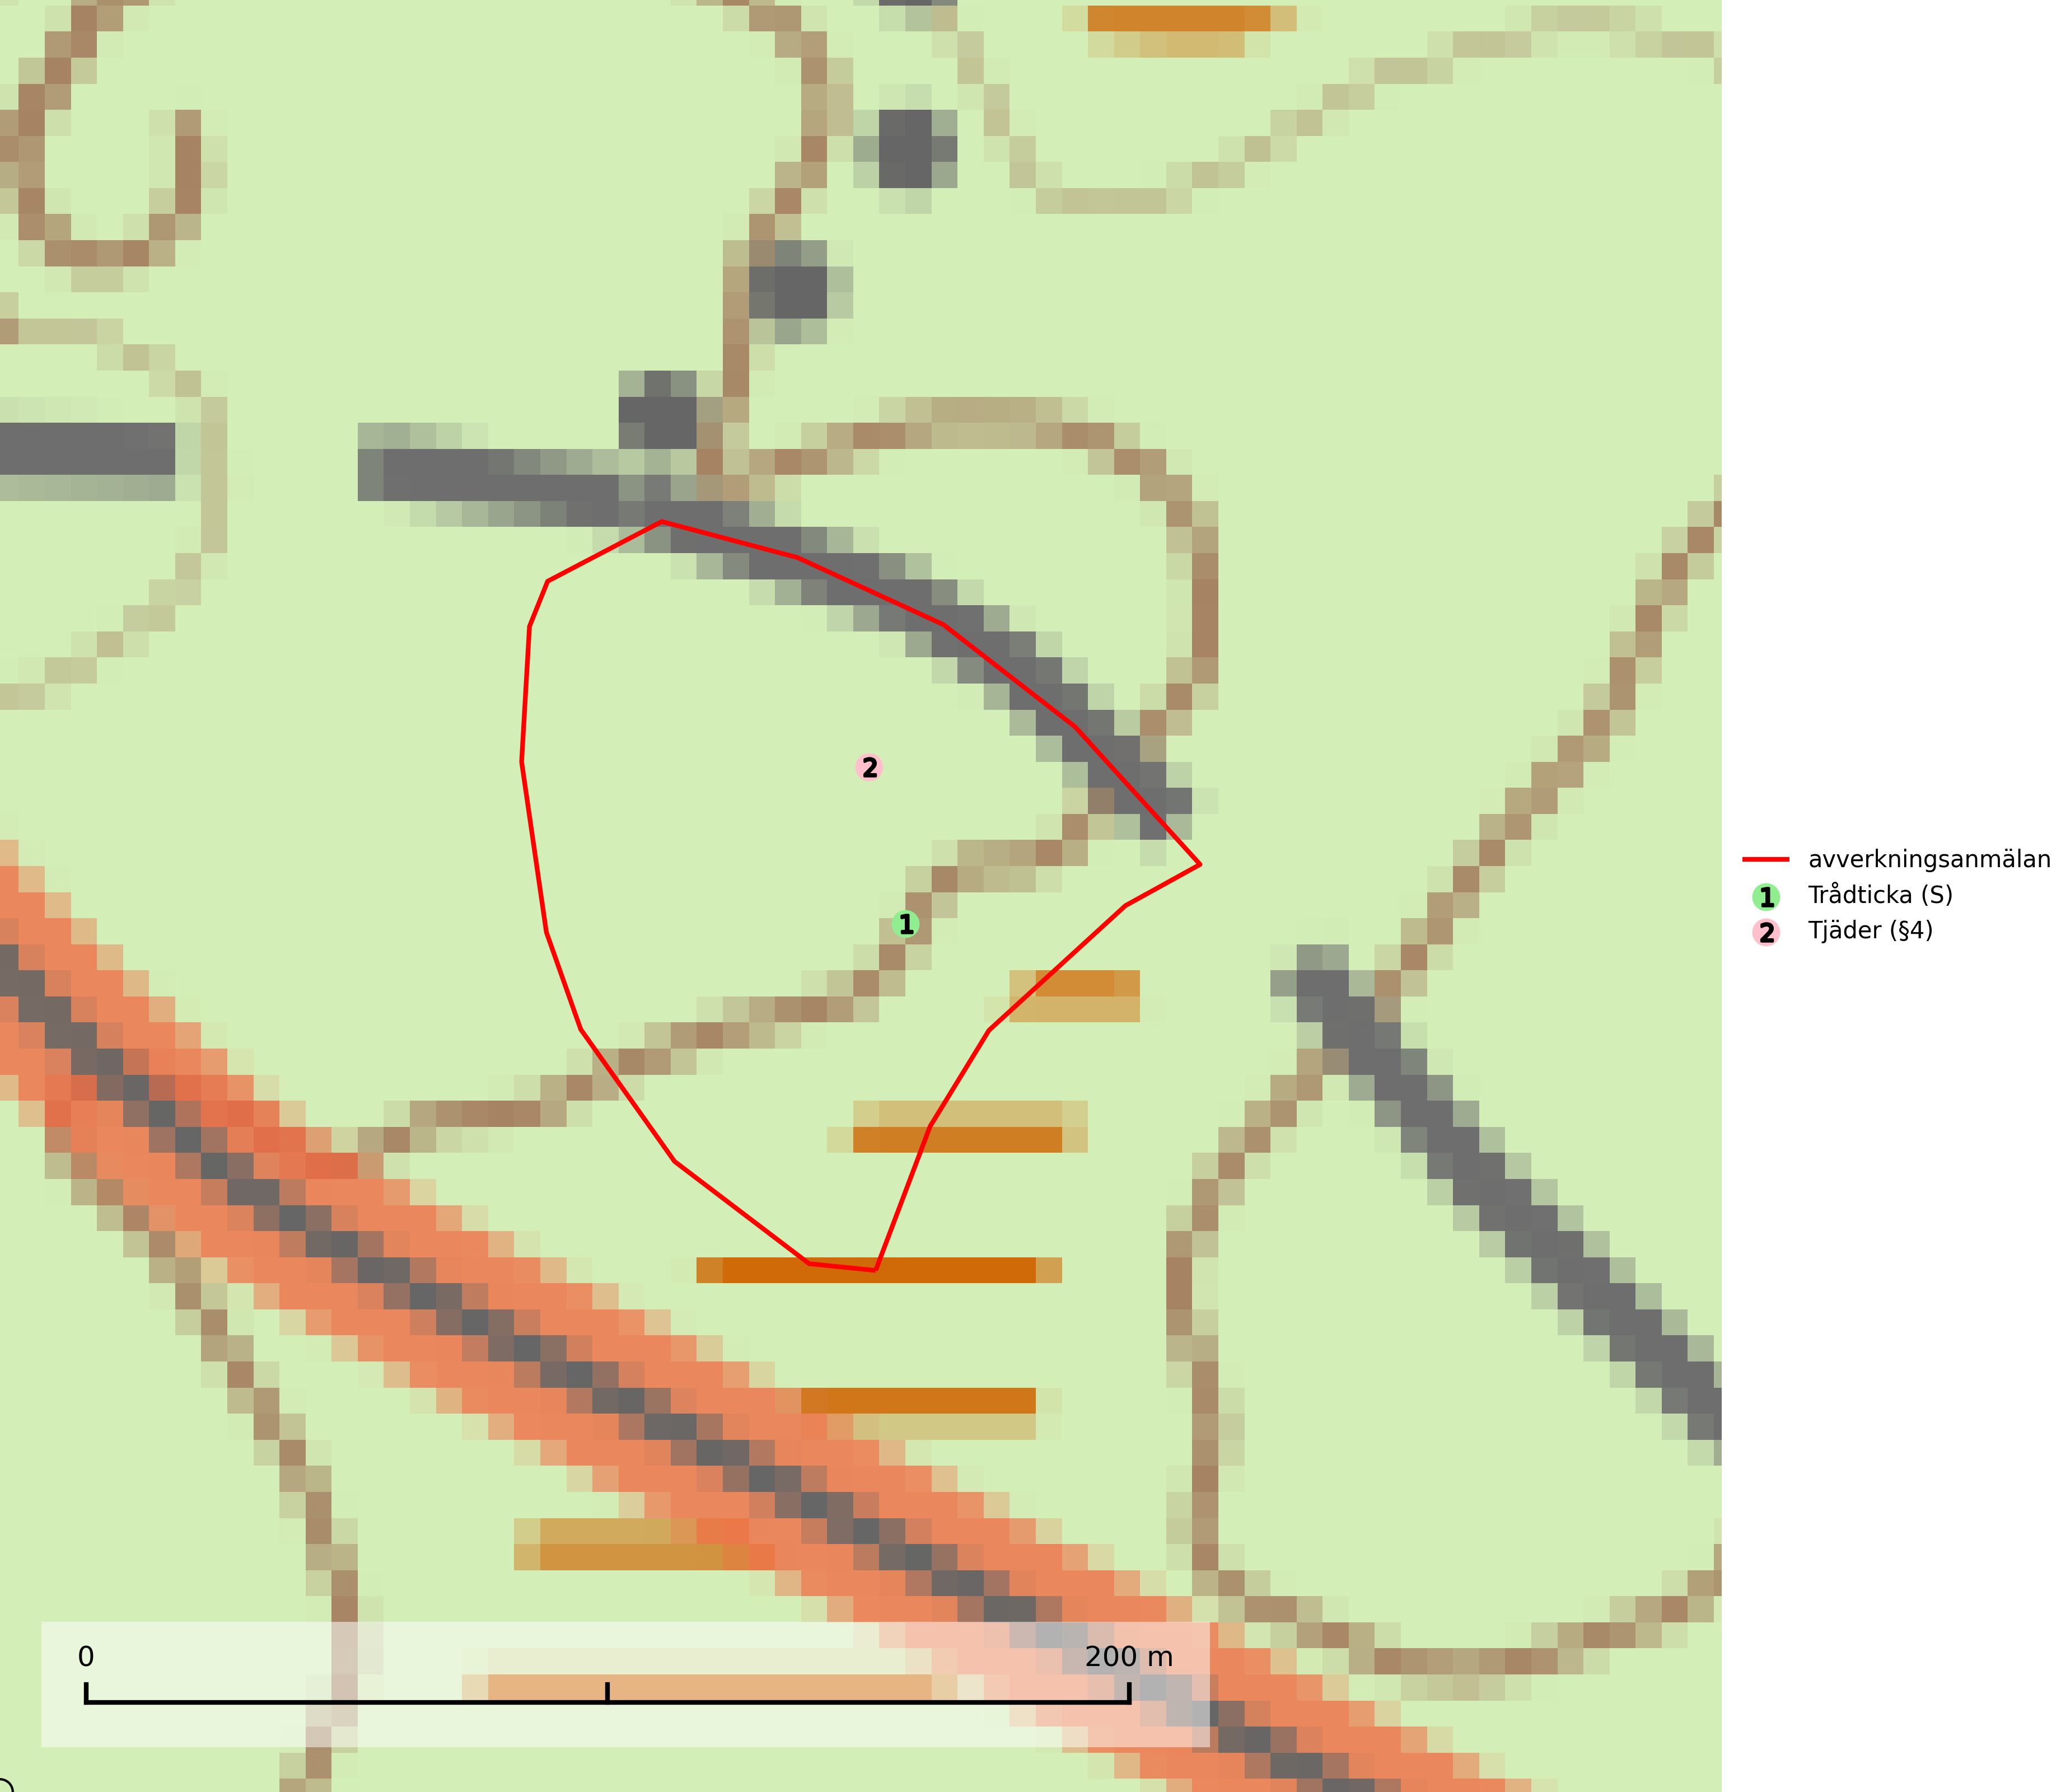 2
1
avverkningsanmälan
1 Trådticka (S)
2 Tjäder (§4)
0 200 m